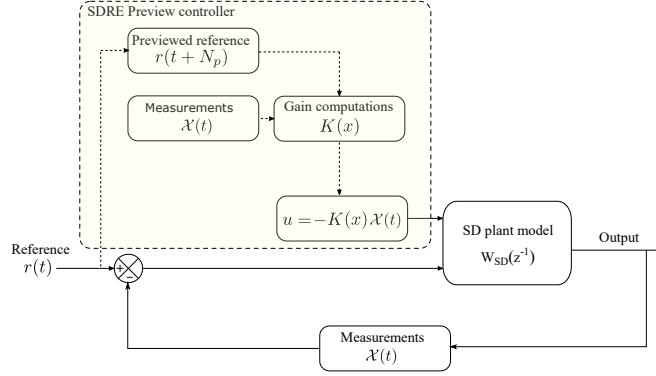 SDRE Preview controller
Previewed reference
r(t + N_p)
Measurements
𝒳(t)
Gain computations
K(x)
u = −K(x) 𝒳(t)
SD plant model
W_SD(z⁻¹)
Output
Reference
r(t)
+
−
Measurements
𝒳(t)